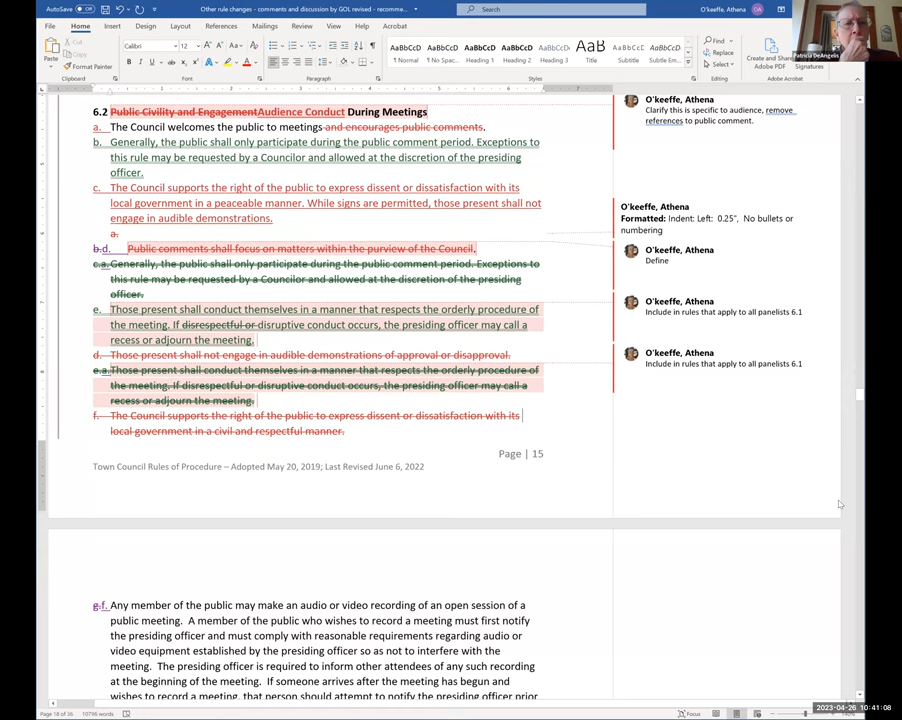 AutoSave Off
Other rule changes - comments and discussion by GOL revised - recomme...
Search
O'keeffe, Athena OA
File Home Insert Draw Design Layout References Mailings Review View Help Acrobat
Patricia DeAngelis
Paste
Cut
Copy
Format Painter
Clipboard
Calibri 12
Font
Paragraph
AaBbCcD AaBbCcD AaBbCcD AaBbCcD AaBbCcD AaB AaBbCcD AaBbCcD
¶ Normal ¶ No Spac... Heading 1 Heading 2 Heading 3 Title Subtitle Subtle Em...
Styles
Find
Replace
Select
Editing
Create and Share
Adobe PDF
Signatures
Adobe Acrobat
6.2 Public Civility and EngagementAudience Conduct During Meetings
a. The Council welcomes the public to meetings and encourages public comments.
b. Generally, the public shall only participate during the public comment period. Exceptions to
this rule may be requested by a Councilor and allowed at the discretion of the presiding
officer.
c. The Council supports the right of the public to express dissent or dissatisfaction with its
local government in a peaceable manner. While signs are permitted, those present shall not
engage in audible demonstrations.
a.
b.d. Public comments shall focus on matters within the purview of the Council.
c.a. Generally, the public shall only participate during the public comment period. Exceptions to
this rule may be requested by a Councilor and allowed at the discretion of the presiding
officer.
e. Those present shall conduct themselves in a manner that respects the orderly procedure of
the meeting. If disrespectful or disruptive conduct occurs, the presiding officer may call a
recess or adjourn the meeting.
d. Those present shall not engage in audible demonstrations of approval or disapproval.
e.a. Those present shall conduct themselves in a manner that respects the orderly procedure of
the meeting. If disrespectful or disruptive conduct occurs, the presiding officer may call a
recess or adjourn the meeting.
f. The Council supports the right of the public to express dissent or dissatisfaction with its
local government in a civil and respectful manner.
Page | 15
Town Council Rules of Procedure – Adopted May 20, 2019; Last Revised June 6, 2022
O'keeffe, Athena
Clarify this is specific to audience, remove
references to public comment.
O'keeffe, Athena
Formatted: Indent: Left: 0.25", No bullets or
numbering
O'keeffe, Athena
Define
O'keeffe, Athena
Include in rules that apply to all panelists 6.1
O'keeffe, Athena
Include in rules that apply to all panelists 6.1
g.f. Any member of the public may make an audio or video recording of an open session of a
public meeting. A member of the public who wishes to record a meeting must first notify
the presiding officer and must comply with reasonable requirements regarding audio or
video equipment established by the presiding officer so as not to interfere with the
meeting. The presiding officer is required to inform other attendees of any such recording
at the beginning of the meeting. If someone arrives after the meeting has begun and
wishes to record a meeting, that person should attempt to notify the presiding officer prior
Page 18 of 36 10796 words
Focus
2023-04-26 10:41:08